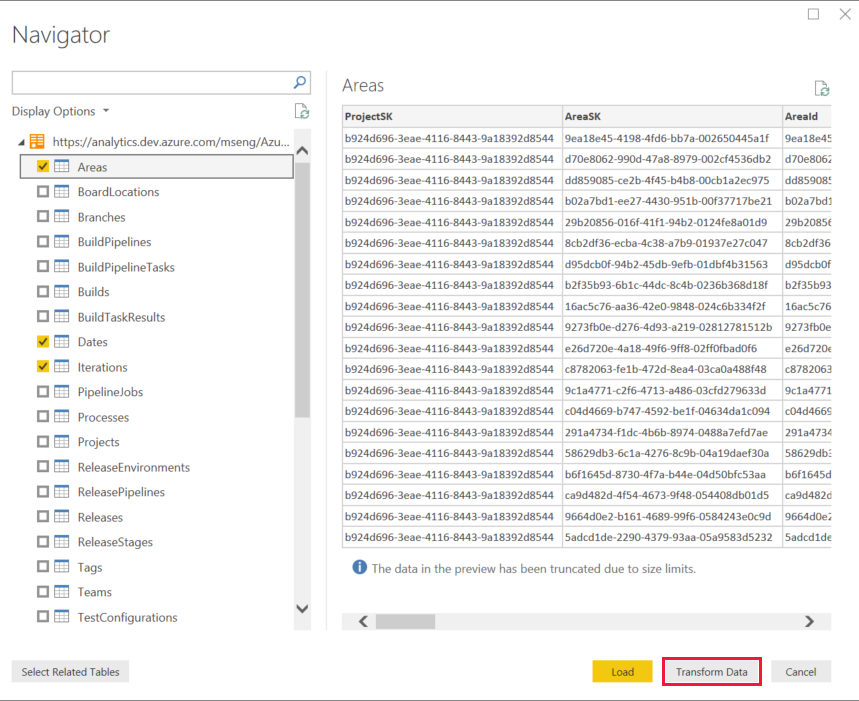 Navigator
Display Options
https://analytics.dev.azure.com/mseng/Azu...
Areas
BoardLocations
Branches
BuildPipelines
BuildPipelineTasks
Builds
BuildTaskResults
Dates
Iterations
PipelineJobs
Processes
Projects
ReleaseEnvironments
ReleasePipelines
Releases
ReleaseStages
Tags
Teams
TestConfigurations
Areas
ProjectSK AreaSK AreaId
b924d696-3eae-4116-8443-9a18392d8544 9ea18e45-4198-4fd6-bb7a-002650445a1f 9ea18e45
b924d696-3eae-4116-8443-9a18392d8544 d70e8062-990d-47a8-8979-002cf4536db2 d70e8062
b924d696-3eae-4116-8443-9a18392d8544 dd859085-ce2b-4f45-b4b8-00cb1a2ec975 dd859085
b924d696-3eae-4116-8443-9a18392d8544 b02a7bd1-ee27-4430-951b-00f37717be21 b02a7bd1
b924d696-3eae-4116-8443-9a18392d8544 29b20856-016f-41f1-94b2-0124fe8a01d9 29b20856
b924d696-3eae-4116-8443-9a18392d8544 8cb2df36-ecba-4c38-a7b9-01937e27c047 8cb2df36
b924d696-3eae-4116-8443-9a18392d8544 d95dcb0f-94b2-45db-9efb-01dbf4b31563 d95dcb0f
b924d696-3eae-4116-8443-9a18392d8544 b2f35b93-6b1c-44dc-8c4b-0236b368d18f b2f35b93
b924d696-3eae-4116-8443-9a18392d8544 16ac5c76-aa36-42e0-9848-024c6b334f2f 16ac5c76
b924d696-3eae-4116-8443-9a18392d8544 9273fb0e-d276-4d93-a219-02812781512b 9273fb0e
b924d696-3eae-4116-8443-9a18392d8544 e26d720e-4a18-49f6-9ff8-02ff0fbad0f6 e26d720e
b924d696-3eae-4116-8443-9a18392d8544 c8782063-fe1b-472d-8ea4-03ca0a488f48 c8782063
b924d696-3eae-4116-8443-9a18392d8544 9c1a4771-c2f6-4713-a486-03cfd279633d 9c1a4771
b924d696-3eae-4116-8443-9a18392d8544 c04d4669-b747-4592-be1f-04634da1c094 c04d4669
b924d696-3eae-4116-8443-9a18392d8544 291a4734-f1dc-4b6b-8974-0488a7efd7ae 291a4734
b924d696-3eae-4116-8443-9a18392d8544 58629db3-6c1a-4276-8c9b-04a19daef30a 58629db3
b924d696-3eae-4116-8443-9a18392d8544 b6f1645d-8730-4f7a-b44e-04d50bfc53aa b6f1645d
b924d696-3eae-4116-8443-9a18392d8544 ca9d482d-4f54-4673-9f48-054408db01d5 ca9d482d
b924d696-3eae-4116-8443-9a18392d8544 9664d0e2-b161-4689-99f6-0584243e0c9d 9664d0e2
b924d696-3eae-4116-8443-9a18392d8544 5adcd1de-2290-4379-93aa-05a9583d5232 5adcd1de
The data in the preview has been truncated due to size limits.
Select Related Tables Load Transform Data Cancel